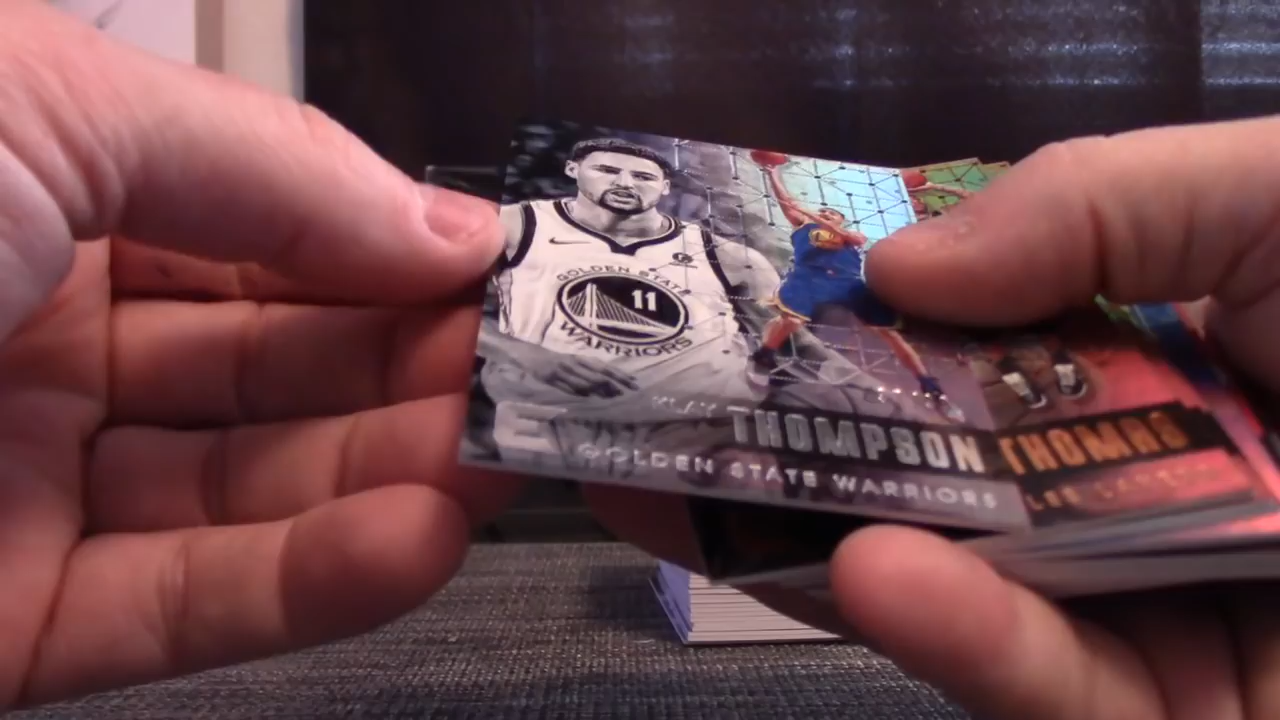 GOLDEN STATE
11
WARRIORS
KLAY THOMPSON
GOLDEN STATE WARRIORS
THOMAS